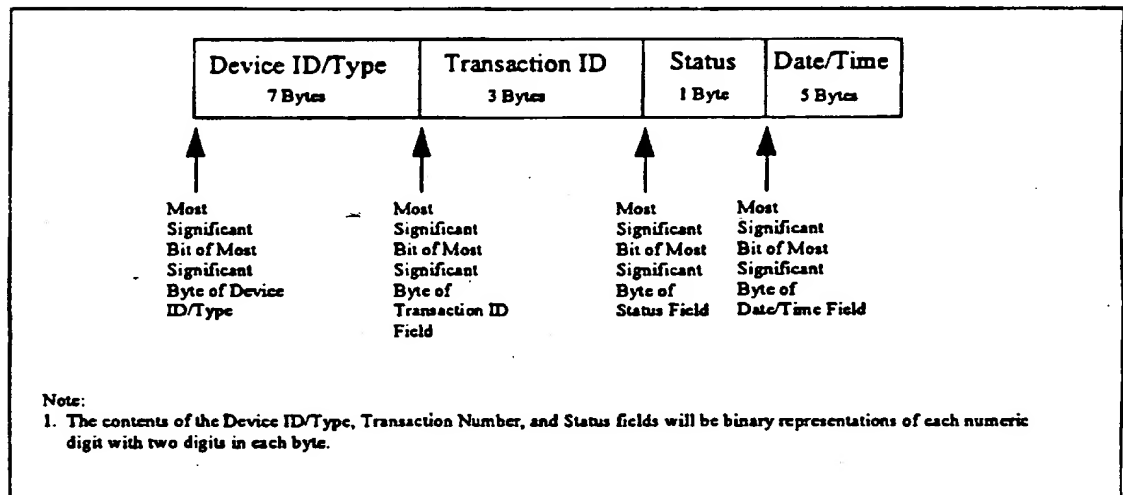 Device ID/Type Transaction ID Status Date/Time
7 Bytes 3 Bytes 1 Byte 5 Bytes
Most
Significant
Bit of Most
Significant
Byte of Device
ID/Type
Most
Significant
Bit of Most
Significant
Byte of
Transaction ID
Field
Most
Significant
Bit of Most
Significant
Byte of
Status Field
Most
Significant
Bit of Most
Significant
Byte of
Date/Time Field
Note:
1. The contents of the Device ID/Type, Transaction Number, and Status fields will be binary representations of each numeric
digit with two digits in each byte.